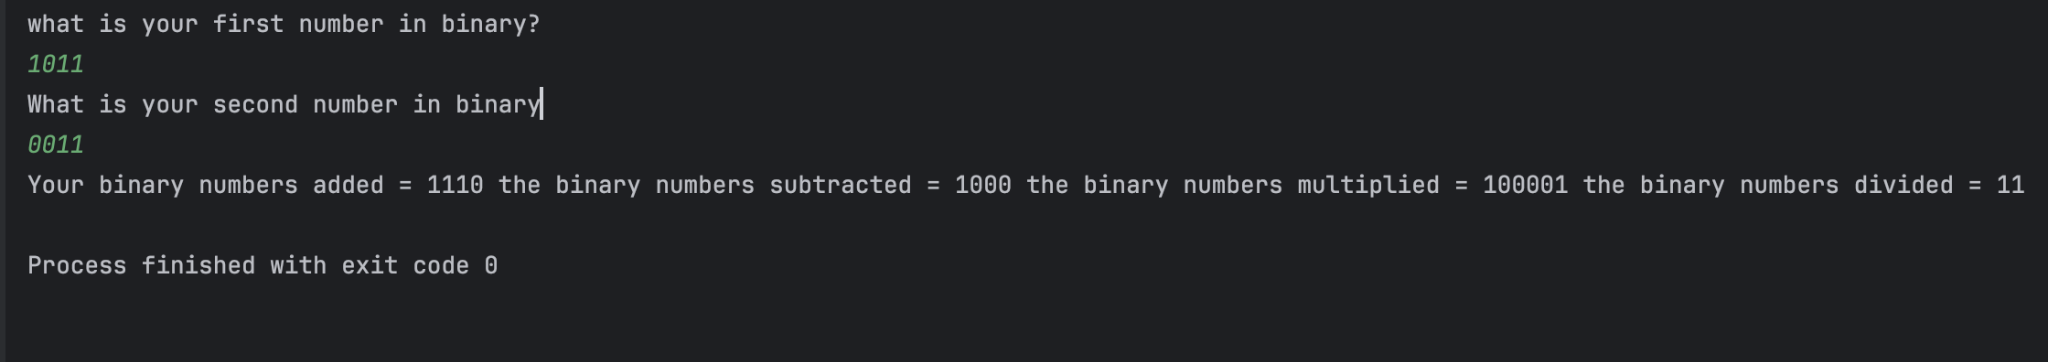 what is your first number in binary?
1011
What is your second number in binary
0011
Your binary numbers added = 1110 the binary numbers subtracted = 1000 the binary numbers multiplied = 100001 the binary numbers divided = 11
Process finished with exit code 0